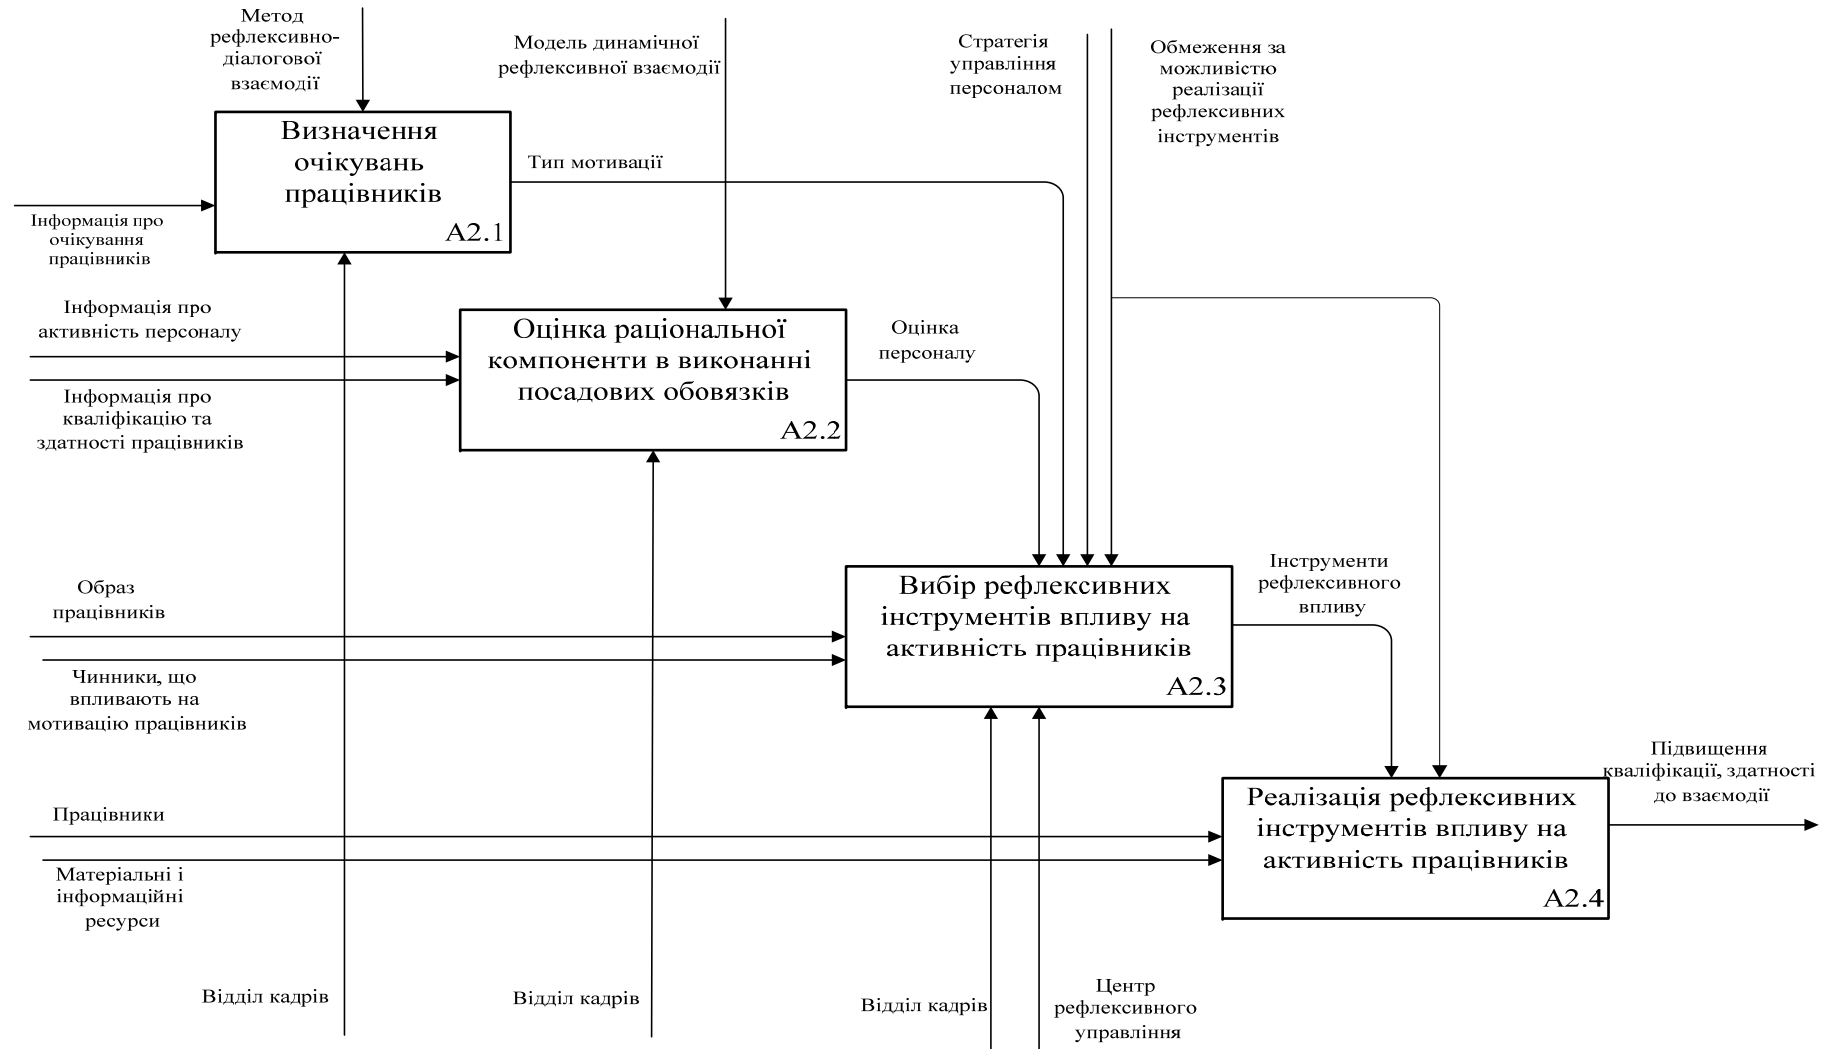 Метод
рефлексивно-
діалогової
взаємодії
Модель динамічної
рефлексивної взаємодії
Стратегія
управління
персоналом
Обмеження за
можливістю
реалізації
рефлексивних
інструментів
Визначення
очікувань
працівників
А2.1
Тип мотивації
Інформація про
очікування
працівників
Інформація про
активність персоналу
Оцінка раціональної
компоненти в виконанні
посадових обовязків
А2.2
Оцінка
персоналу
Інформація про
кваліфікацію та
здатності працівників
Образ
працівників
Вибір рефлексивних
інструментів впливу на
активність працівників
А2.3
Інструменти
рефлексивного
впливу
Чинники, що
впливають на
мотивацію працівників
Працівники
Реалізація рефлексивних
інструментів впливу на
активність працівників
А2.4
Підвищення
кваліфікації, здатності
до взаємодії
Матеріальні і
інформаційні
ресурси
Відділ кадрів
Відділ кадрів
Відділ кадрів
Центр
рефлексивного
управління